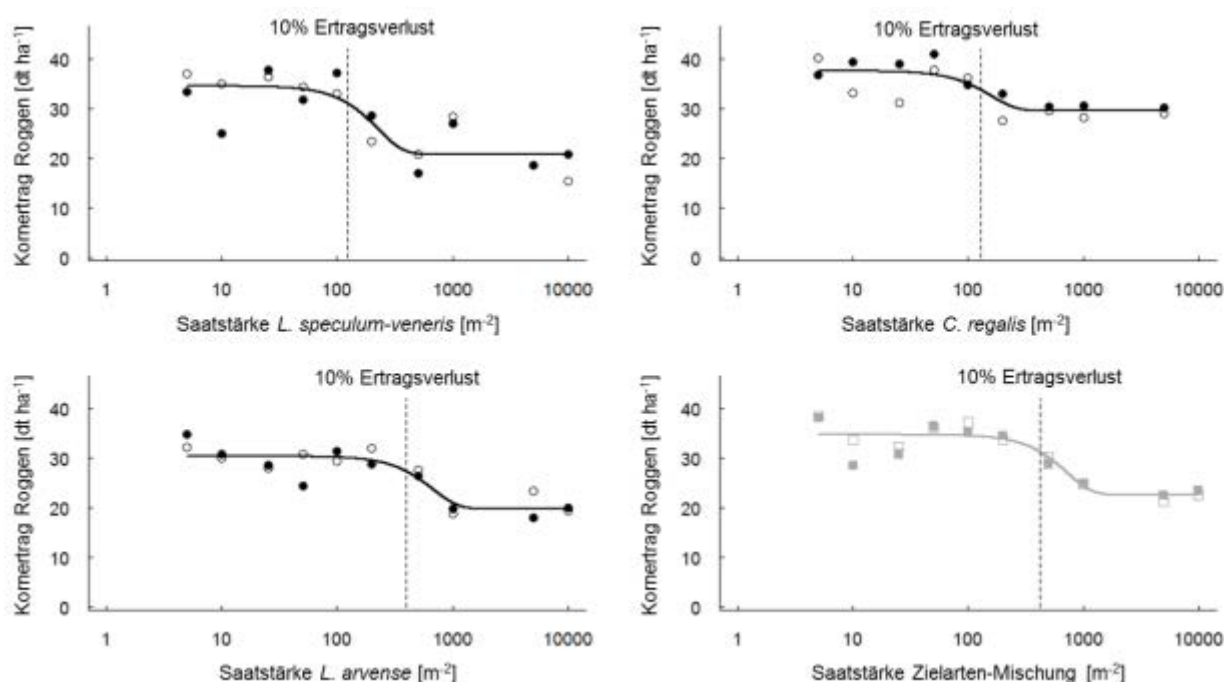 10% Ertragsverlust
Kornertrag Roggen [dt ha⁻¹]
40
30
20
10
0
1 10 100 1000 10000
Saatstärke L. speculum-veneris [m⁻²]
10% Ertragsverlust
Kornertrag Roggen [dt ha⁻¹]
40
30
20
10
0
1 10 100 1000 10000
Saatstärke C. regalis [m⁻²]
10% Ertragsverlust
Kornertrag Roggen [dt ha⁻¹]
40
30
20
10
0
1 10 100 1000 10000
Saatstärke L. arvense [m⁻²]
10% Ertragsverlust
Kornertrag Roggen [dt ha⁻¹]
40
30
20
10
0
1 10 100 1000 10000
Saatstärke Zielarten-Mischung [m⁻²]